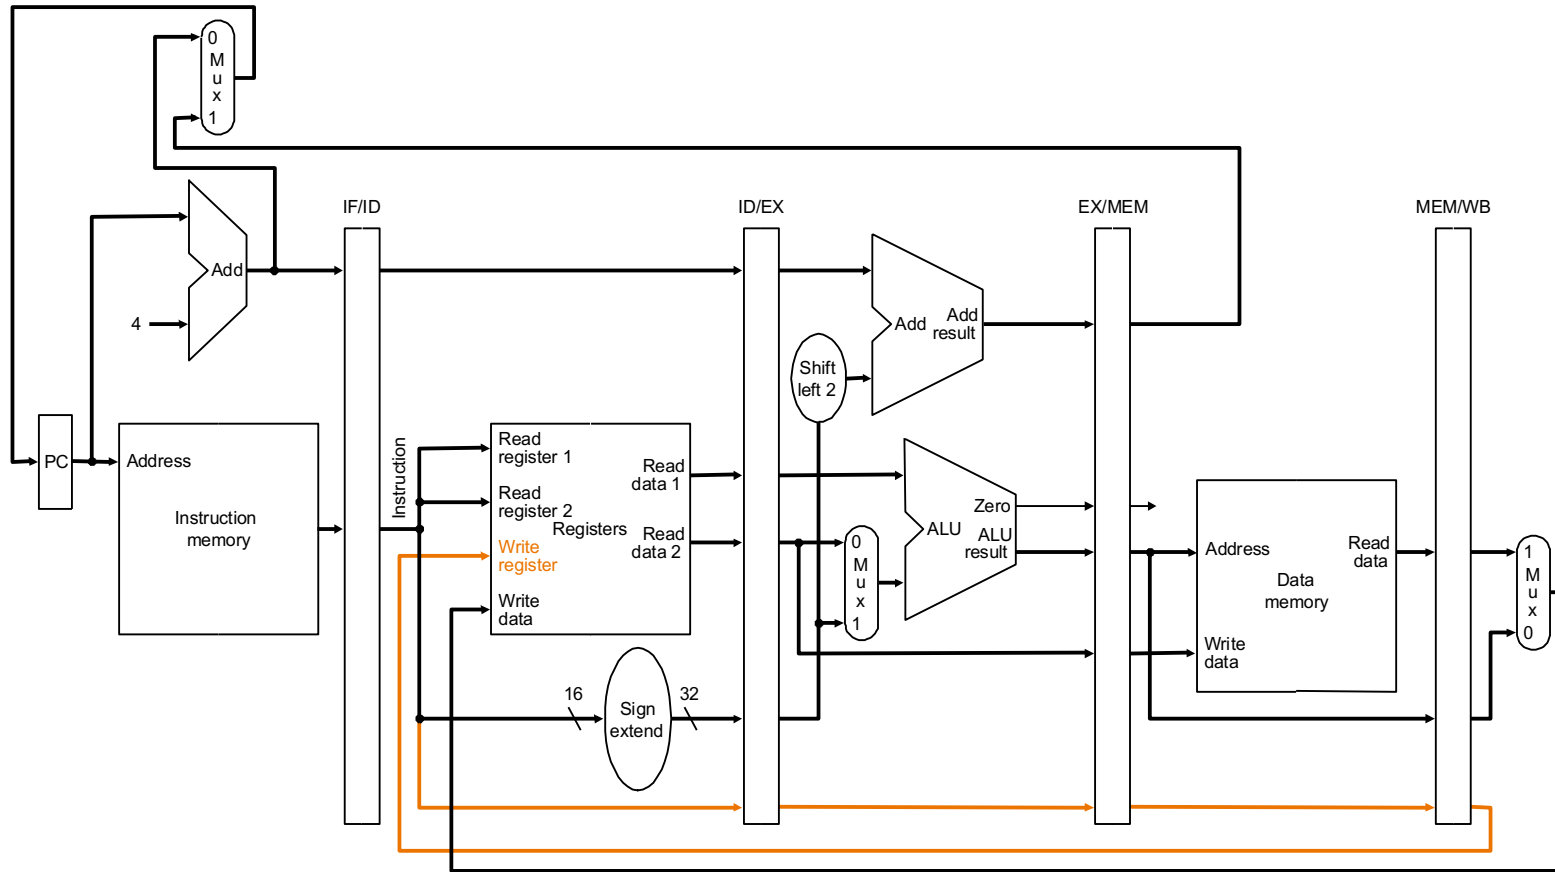 0
M
u
x
1
IF/ID
ID/EX
EX/MEM
MEM/WB
Add
4
Add
Add
result
Shift
left 2
PC
Address
Instruction
memory
Instruction
Read
register 1
Read
register 2
Write
register
Write
data
Registers
Read
data 1
Read
data 2
16
Sign
extend
32
0
M
u
x
1
Zero
ALU
ALU
result
Address
Read
data
Data
memory
Write
data
1
M
u
x
0